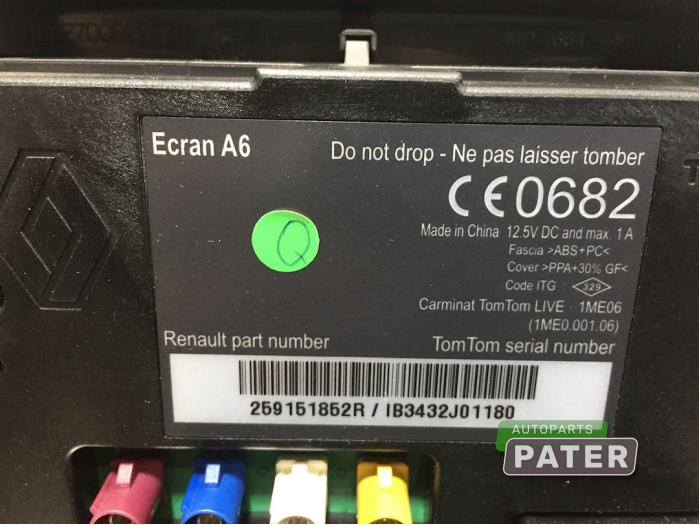 Ecran A6
Do not drop - Ne pas laisser tomber
CE0682
Made in China 12.5V DC and max. 1 A
Fascia >ABS+PC<
Cover >PPA+30% GF<
Code ITG : 329
Carminat TomTom LIVE - 1ME06
(1ME0.001.06)
Q
Renault part number
TomTom serial number
259151852R / IB3432J01180
AUTOPARTS
PATER